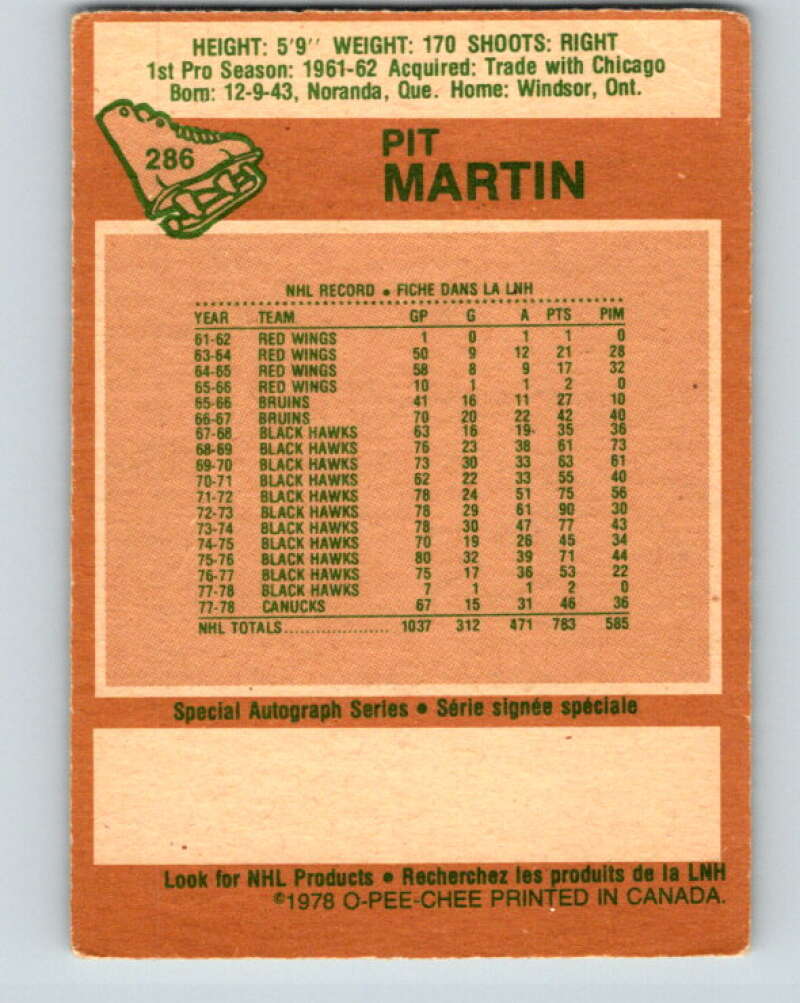 HEIGHT: 5'9'' WEIGHT: 170 SHOOTS: RIGHT
1st Pro Season: 1961-62 Acquired: Trade with Chicago
Born: 12-9-43, Noranda, Que. Home: Windsor, Ont.
286
PIT
MARTIN
NHL RECORD • FICHE DANS LA LNH
YEAR TEAM GP G A PTS PIM
61-62 RED WINGS 1 0 1 1 0
63-64 RED WINGS 50 9 12 21 28
64-65 RED WINGS 58 8 9 17 32
65-66 RED WINGS 10 1 1 2 0
65-66 BRUINS 41 16 11 27 10
66-67 BRUINS 70 20 22 42 40
67-68 BLACK HAWKS 63 16 19 35 36
68-69 BLACK HAWKS 76 23 38 61 73
69-70 BLACK HAWKS 73 30 33 63 61
70-71 BLACK HAWKS 62 22 33 55 40
71-72 BLACK HAWKS 78 24 51 75 56
72-73 BLACK HAWKS 78 29 61 90 30
73-74 BLACK HAWKS 78 30 47 77 43
74-75 BLACK HAWKS 70 19 26 45 34
75-76 BLACK HAWKS 80 32 39 71 44
76-77 BLACK HAWKS 75 17 36 53 22
77-78 BLACK HAWKS 7 1 1 2 0
77-78 CANUCKS 67 15 31 46 36
NHL TOTALS.................... 1037 312 471 783 585
Special Autograph Series • Série signée spéciale
Look for NHL Products • Recherchez les produits de la LNH
©1978 O-PEE-CHEE PRINTED IN CANADA.